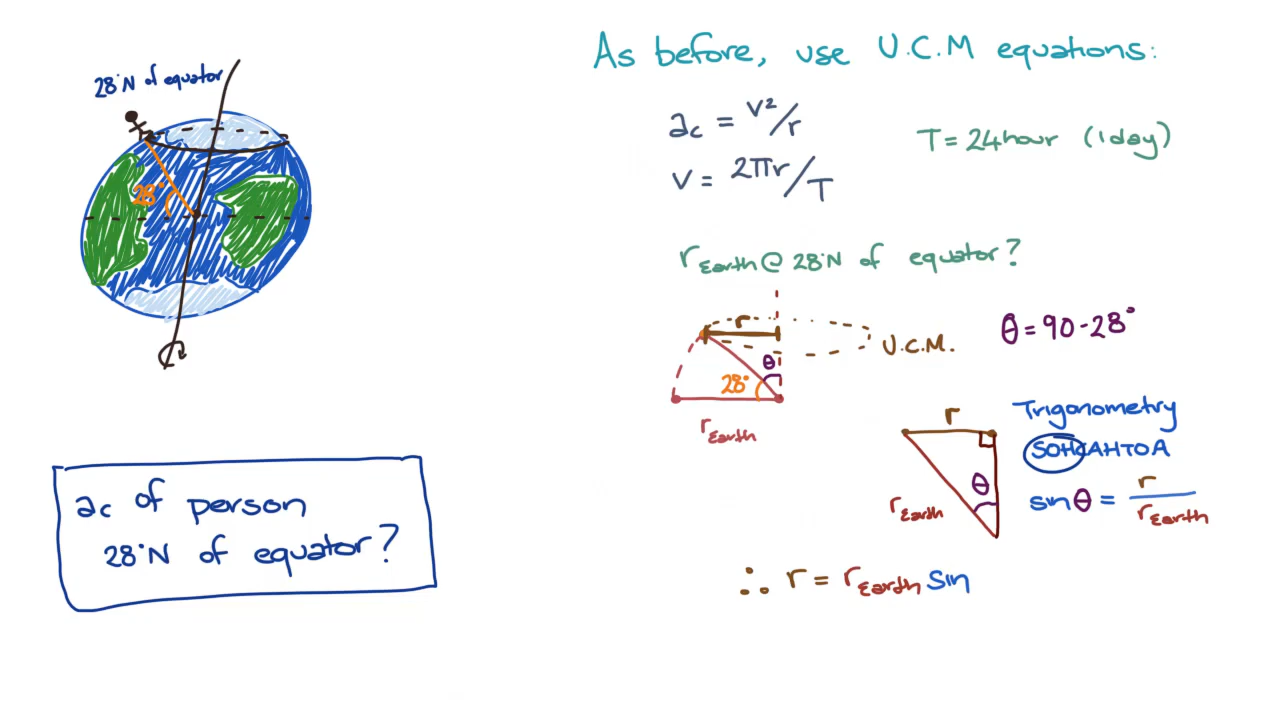 28°N of equator
28°
ac of person
28°N of equator?
As before, use U.C.M equations:
ac = v²/r
v = 2πr/T
T = 24hour (1day)
rEarth @ 28°N of equator?
r
θ
28°
rEarth
U.C.M.
θ = 90 - 28°
r
θ
rEarth
Trigonometry
SOHCAHTOA
sinθ = r/rEarth
∴ r = rEarth sin